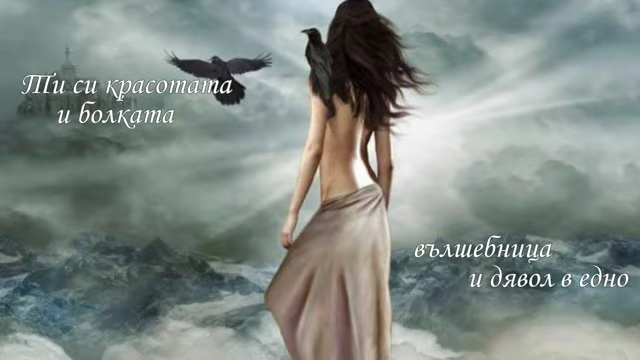 Ти си красотата
и болката
вълшебница
и дявол в едно